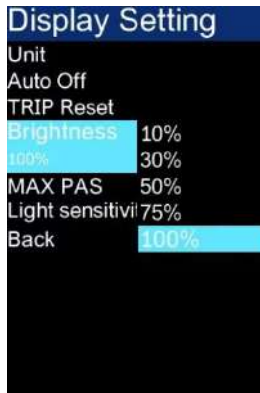 Display Setting
Unit
Auto Off
TRIP Reset
Brightness 10%
100% 30%
MAX PAS 50%
Light sensitivi 75%
Back 100%